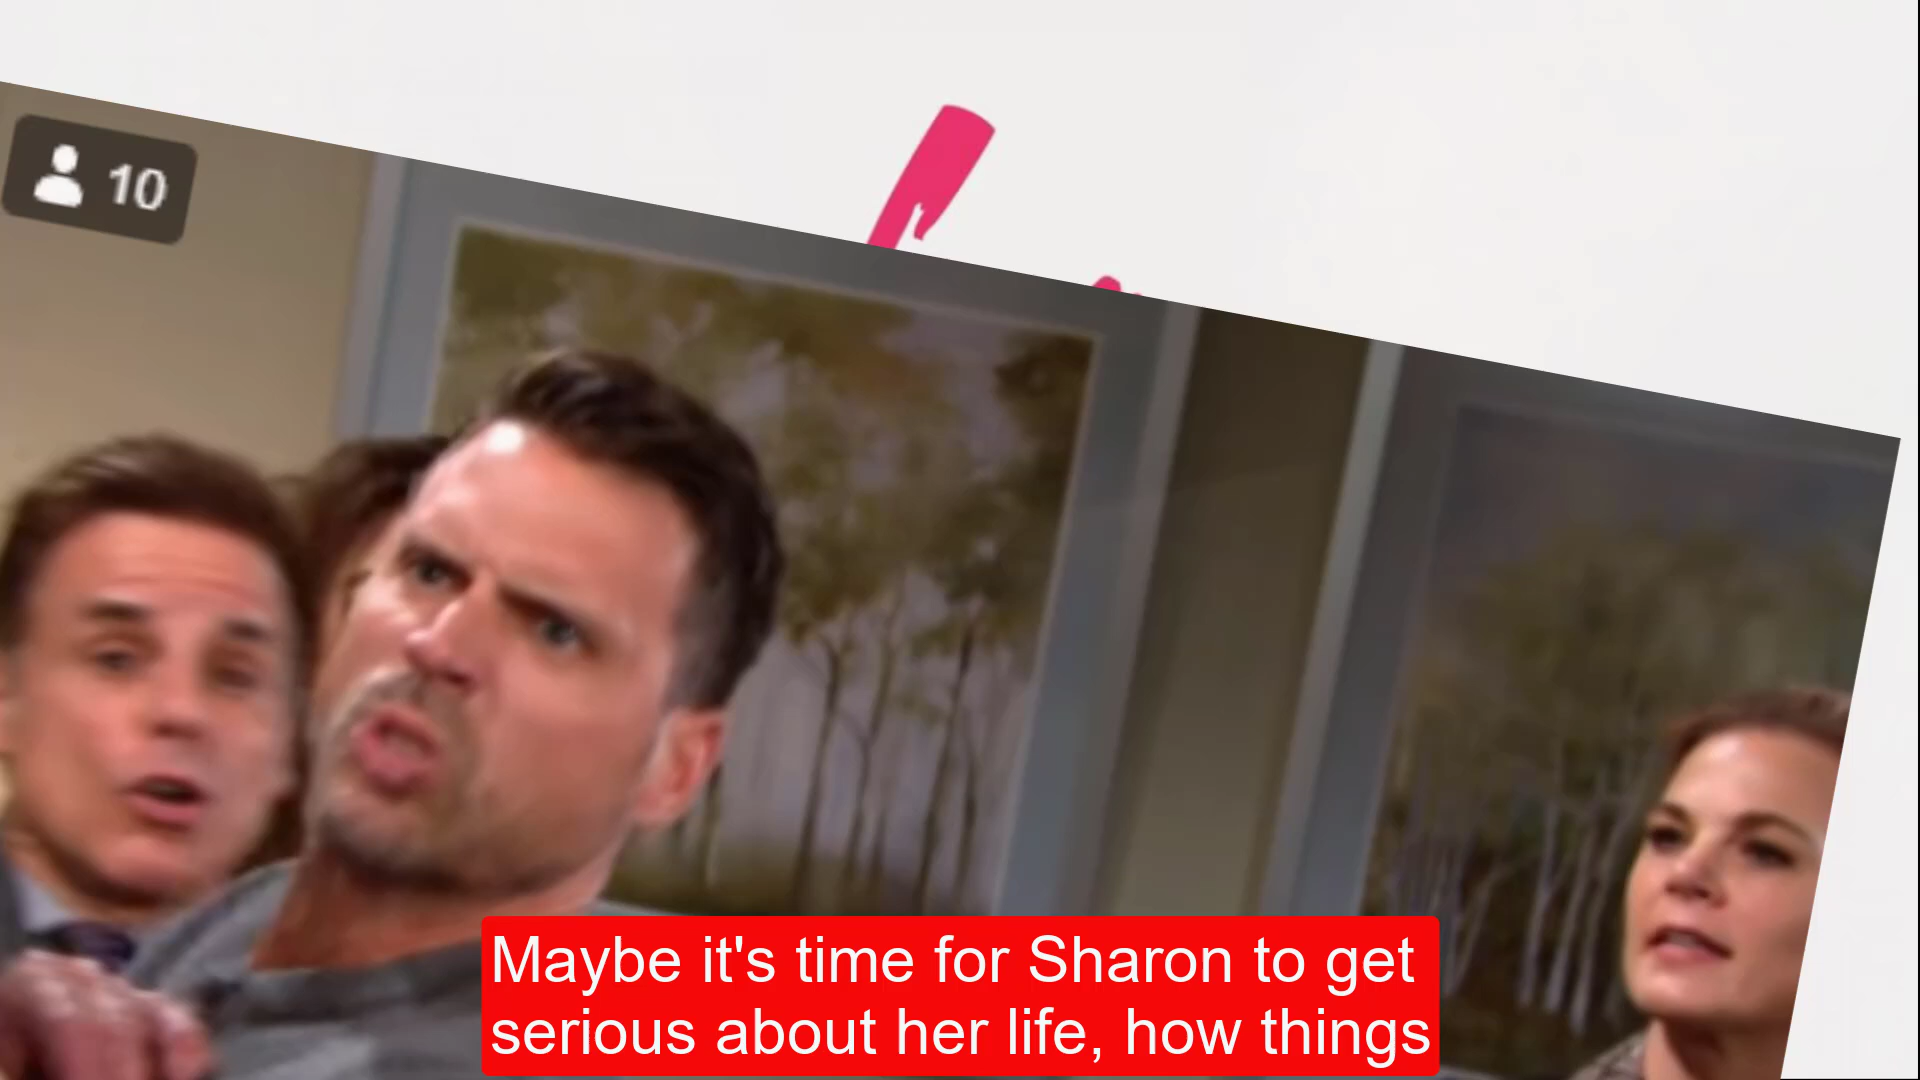 10
Maybe it's time for Sharon to get
serious about her life, how things